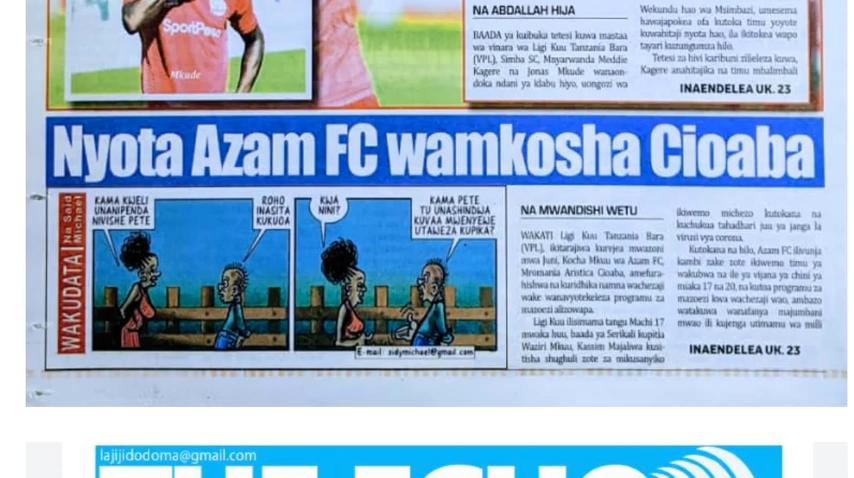 SportPesa
Mkude
NA ABDALLAH HIJA
BAADA ya kuibuka tetesi kuwa mastaa
wa vinara wa Ligi Kuu Tanzania Bara
(VPL), Simba SC, Mnyarwanda Meddie
Kagere na Jonas Mkude wanaon-
doka ndani ya klabu hiyo, uongozi wa
Wekundu hao wa Msimbazi, umesema
hawajapokea ofa kutoka timu yoyote
kuwahitaji nyota hao, ila ikitokea wapo
tayari kuzungumza hilo.
Tetesi za hivi karibuni zilieleza kuwa,
Kagere anahitajika na timu mbalimbali
INAENDELEA UK. 23
Nyota Azam FC wamkosha Cioaba
WAKUDATA!
Na Said
Michael
KAMA KWELI
UNANIPENDA
NIVISHE PETE
ROHO
INASITA
KUKUOA
KWA
NINI?
KAMA PETE
TU UNASHINDWA
KUVAA MWENYEWE
UTAWEZA KUPIKA?
E-mail: sidymichael@gmail.com
NA MWANDISHI WETU
WAKATI Ligi Kuu Tanzania Bara
(VPL), ikitarajiwa kurejea mwazoni
mwa Juni, Kocha Mkuu wa Azam FC,
Mromania Aristica Cioaba, amefura-
hishwa na kuridhika namna wachezaji
wake wanavyotekeleza programu za
mazoezi alizowapa.
Ligi Kuu ilisimama tangu Machi 17
mwaka huu, baada ya Serikali kupitia
Waziri Mkuu, Kassim Majaliwa kusi-
tisha shughuli zote za mikusanyiko
ikiwemo michezo kutokana na
kuchukua tahadhari juu ya janga la
virusi vya corona.
Kutokana na hilo, Azam FC ilivunja
kambi zake zote ikiwemo timu ya
wakubwa na ile ya vijana ya chini ya
miaka 17 na 20, na kutoa programu za
mazoezi kwa wachezaji wao, ambazo
watakuwa wanafanya majumbani
mwao ili kujenga utimamu wa mili
INAENDELEA UK. 23
lajijidodoma@gmail.com
THE ECHO